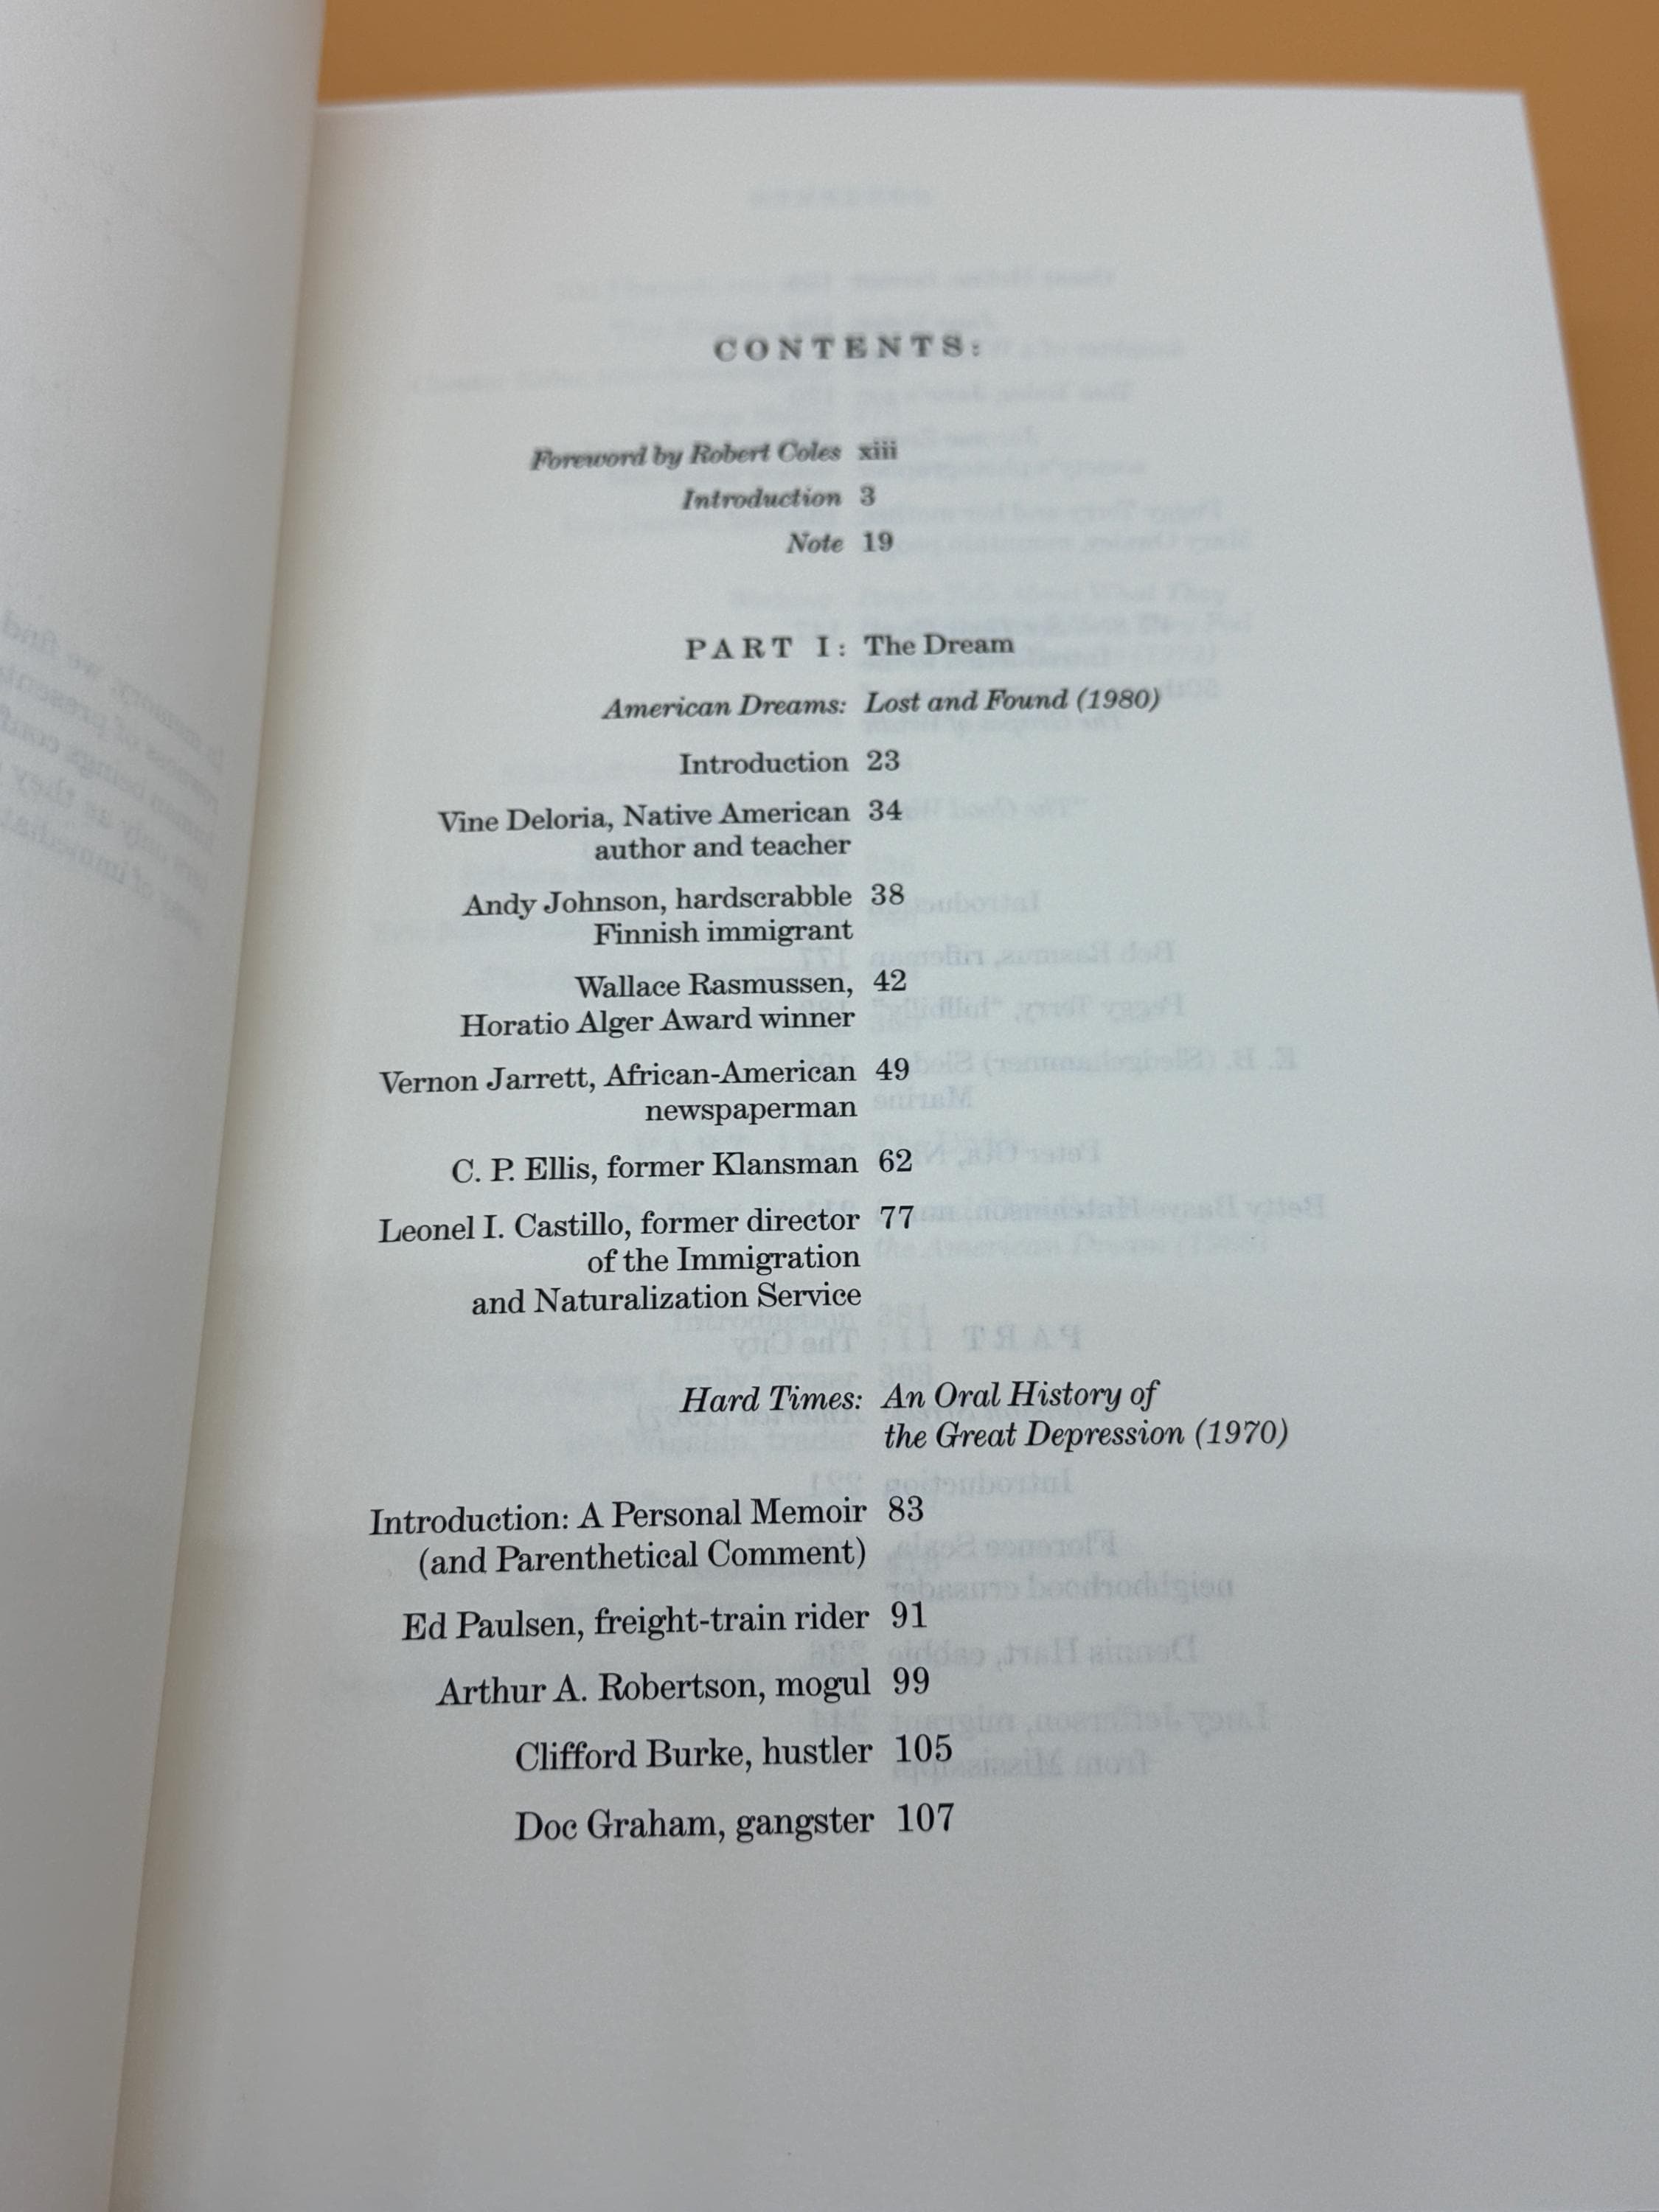 CONTENTS:
Foreword by Robert Coles xiii
Introduction 3
Note 19
PART I: The Dream
American Dreams: Lost and Found (1980)
Introduction 23
Vine Deloria, Native American 34
author and teacher
Andy Johnson, hardscrabble 38
Finnish immigrant
Wallace Rasmussen, 42
Horatio Alger Award winner
Vernon Jarrett, African-American 49
newspaperman
C. P. Ellis, former Klansman 62
Leonel I. Castillo, former director 77
of the Immigration
and Naturalization Service
Hard Times: An Oral History of
the Great Depression (1970)
Introduction: A Personal Memoir 83
(and Parenthetical Comment)
Ed Paulsen, freight-train rider 91
Arthur A. Robertson, mogul 99
Clifford Burke, hustler 105
Doc Graham, gangster 107